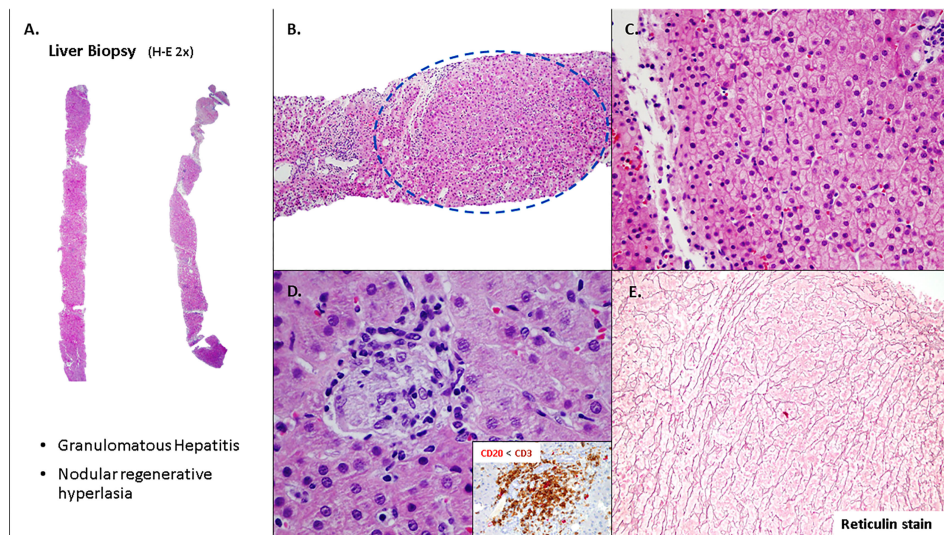 A.
Liver Biopsy (H-E 2x)
• Granulomatous Hepatitis
• Nodular regenerative
hyperlasia
B.
C.
D.
CD20 < CD3
E.
Reticulin stain